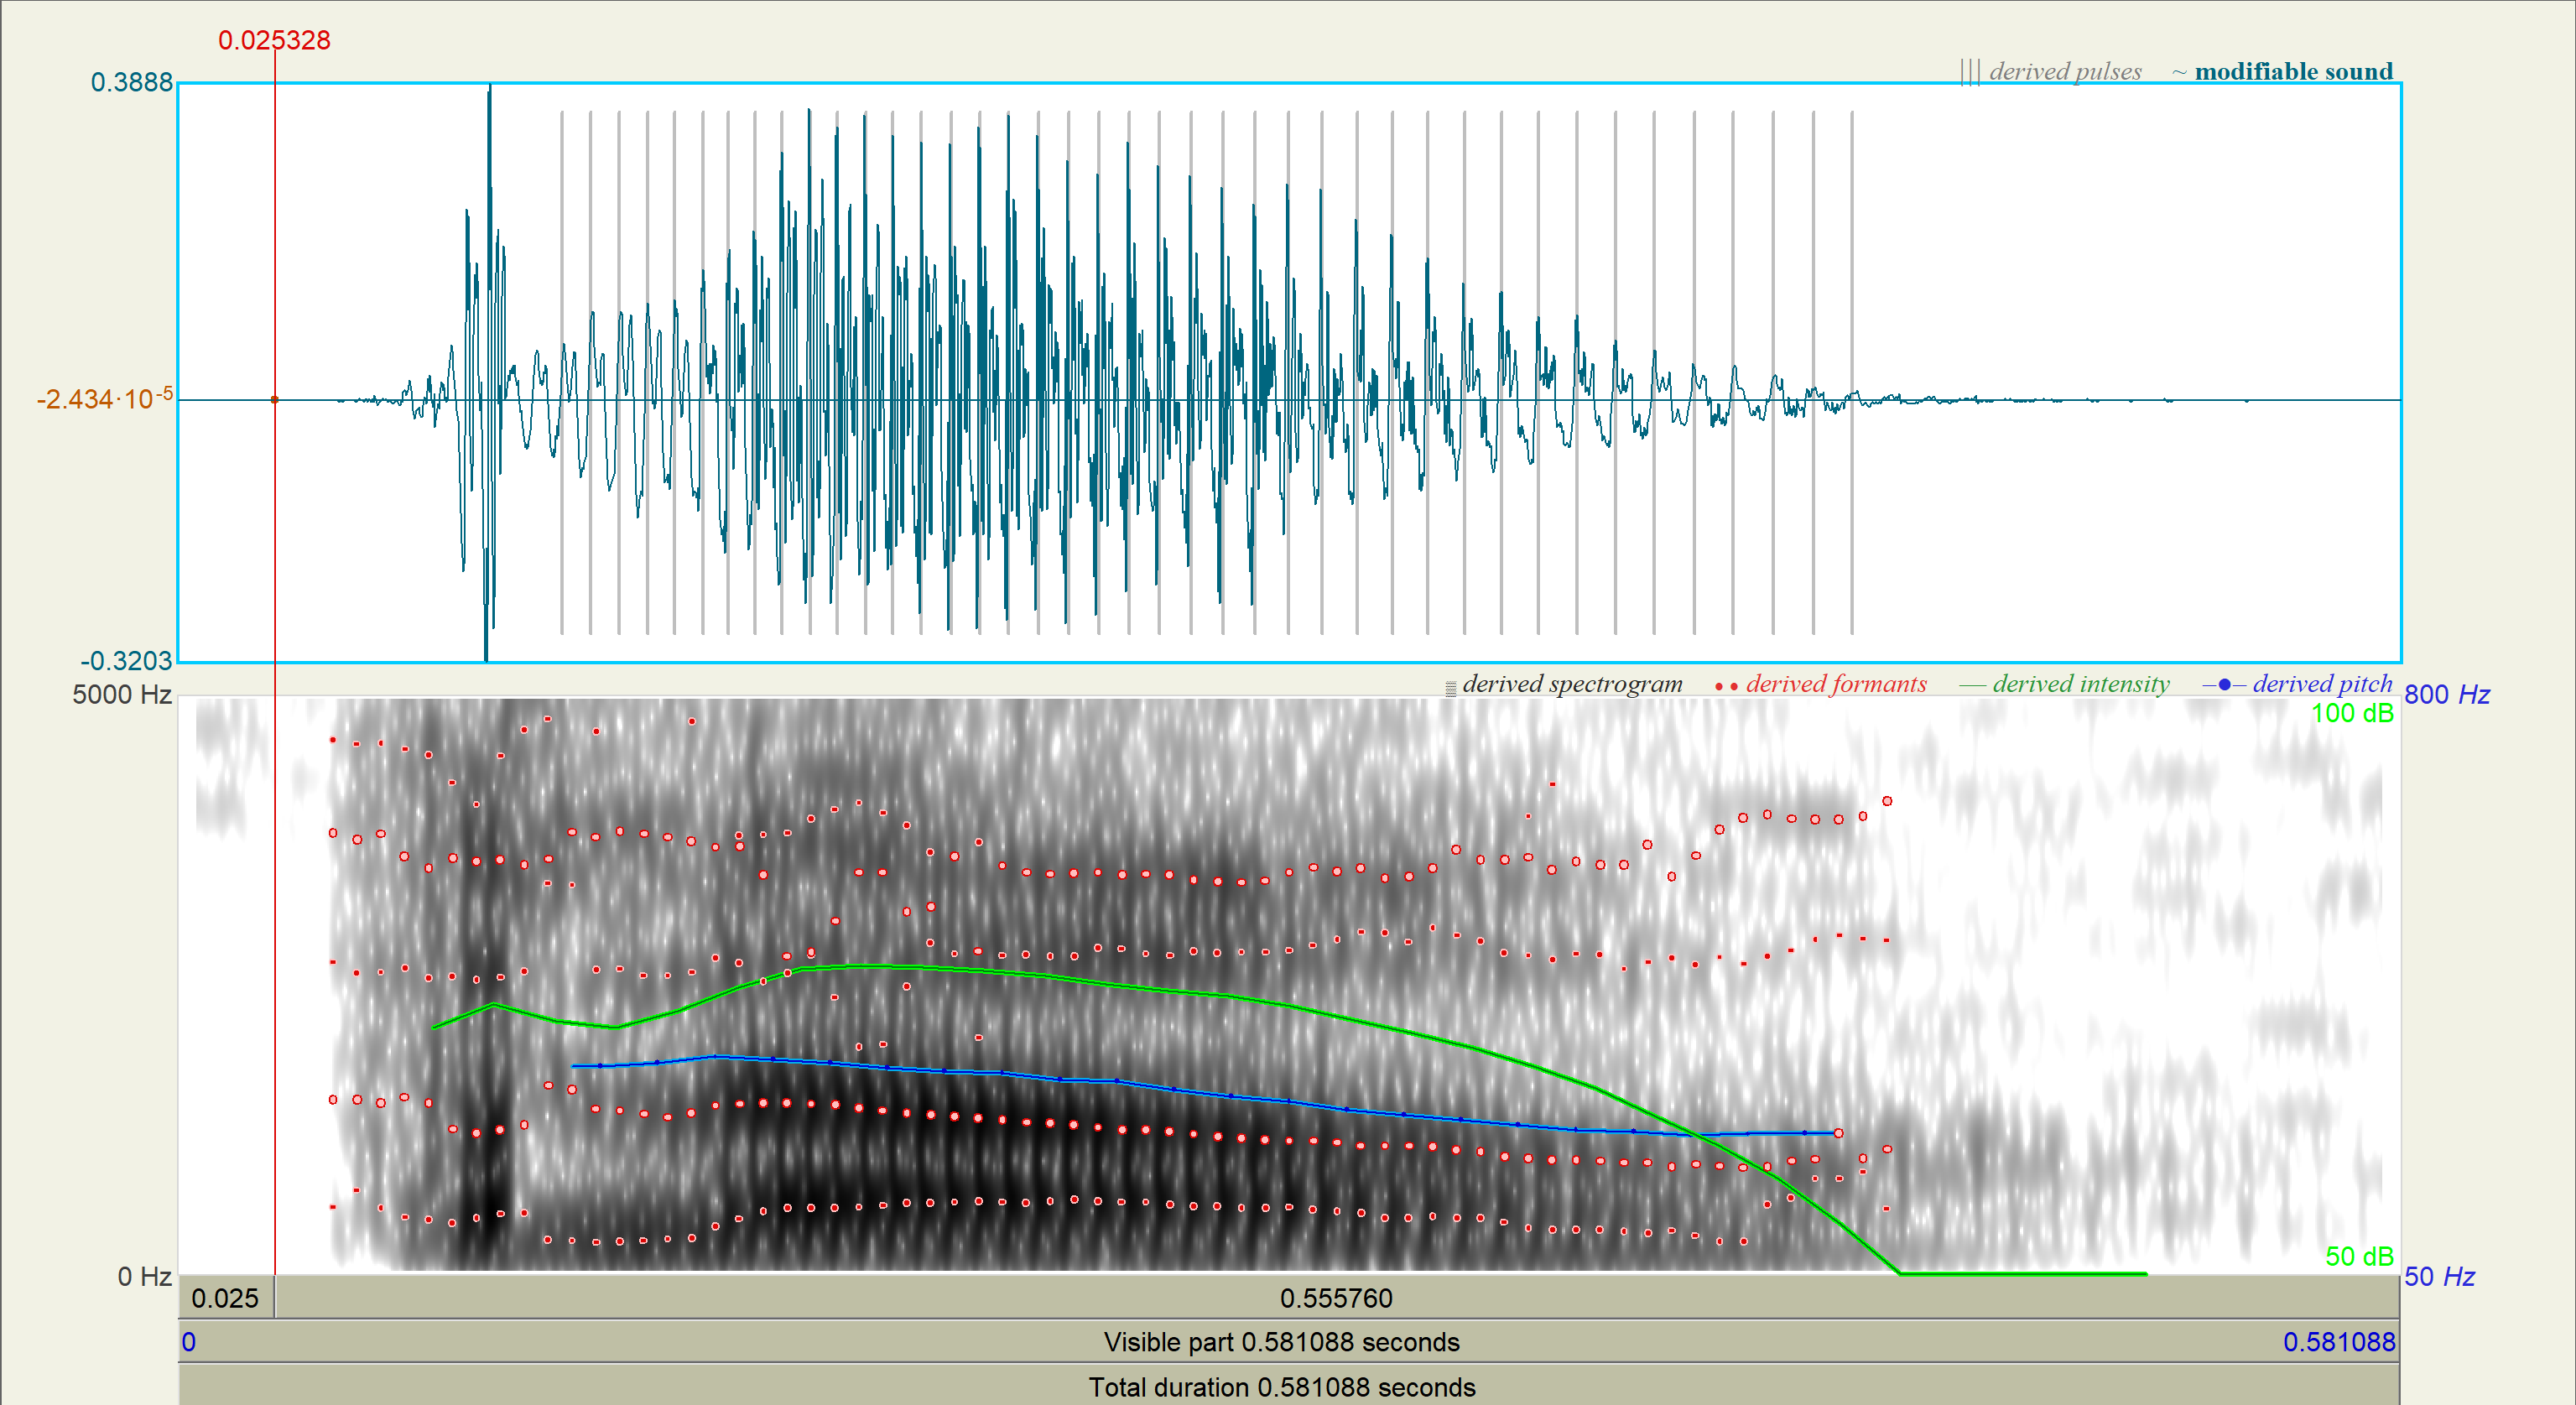 0.025328
0.3888
||| derived pulses ~ modifiable sound
-2.434·10-5
-0.3203
5000 Hz
derived spectrogram •• derived formants — derived intensity –●– derived pitch
800 Hz
100 dB
50 dB
0 Hz
50 Hz
0.025 0.555760
0 Visible part 0.581088 seconds 0.581088
Total duration 0.581088 seconds